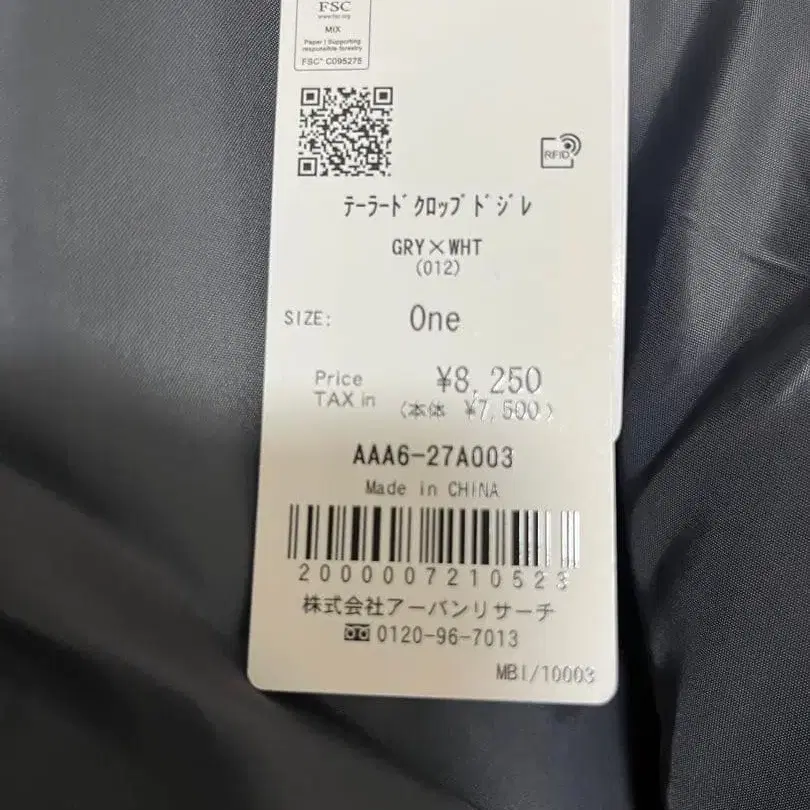 FSC
www.fsc.org
MIX
Paper | Supporting
responsible forestry
FSC® C095275
RFID
ﾃｰﾗｰﾄﾞｸﾛｯﾌﾟﾄﾞｼﾞﾚ
GRY×WHT
(012)
SIZE: One
Price ¥8,250
TAX in (本体 ¥7,500)
AAA6-27A003
Made in CHINA
2000007210523
株式会社アーバンリサーチ
0120-96-7013
MBI/10003